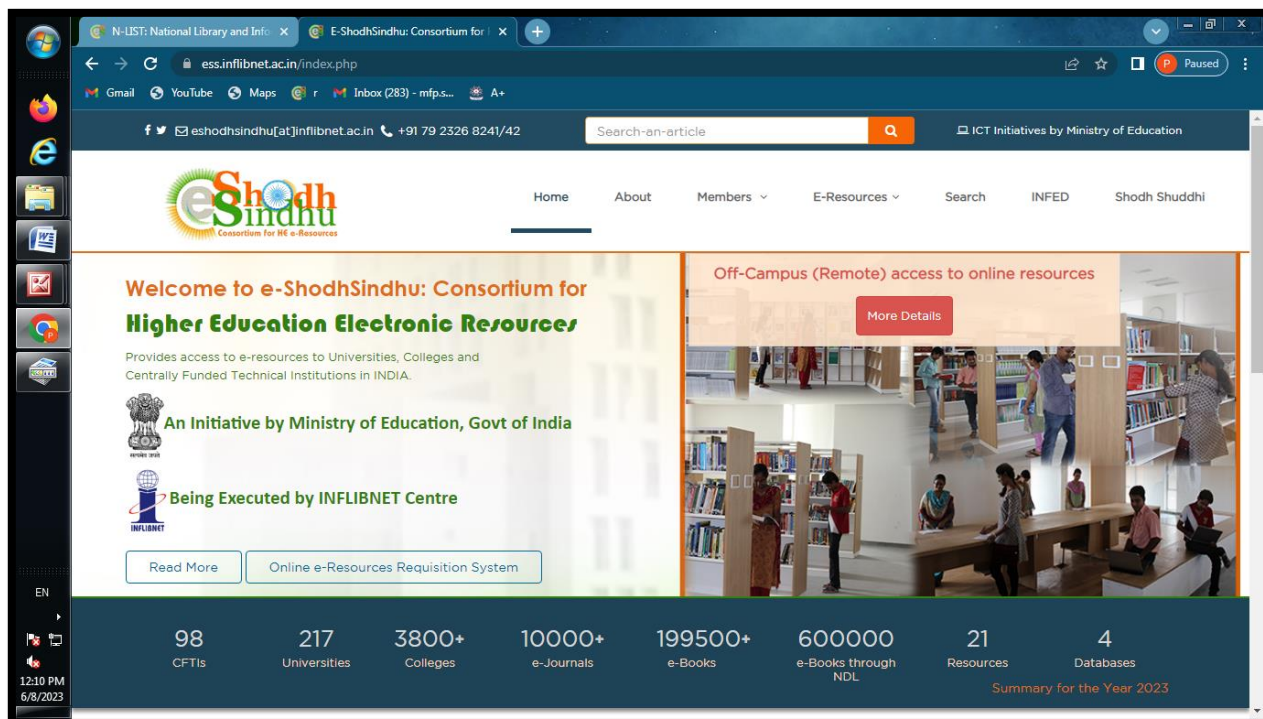 N-LIST: National Library and Info
E-ShodhSindhu: Consortium for
ess.inflibnet.ac.in/index.php
P Paused
Gmail YouTube Maps r Inbox (283) - mfp.s... A+
eshodhsindhu[at]inflibnet.ac.in +91 79 2326 8241/42
Search-an-article
ICT Initiatives by Ministry of Education
eShodh
Sindhu
Consortium for HE e-Resources
Home About Members E-Resources Search INFED Shodh Shuddhi
Welcome to e-ShodhSindhu: Consortium for
Higher Education Electronic Resources
Provides access to e-resources to Universities, Colleges and
Centrally Funded Technical Institutions in INDIA.
सत्यमेव जयते
An Initiative by Ministry of Education, Govt of India
INFLIBNET
Being Executed by INFLIBNET Centre
Read More
Online e-Resources Requisition System
Off-Campus (Remote) access to online resources
More Details
98 217 3800+ 10000+ 199500+ 600000 21 4
CFTIs Universities Colleges e-Journals e-Books e-Books through Resources Databases
NDL
Summary for the Year 2023
EN
12:10 PM
6/8/2023